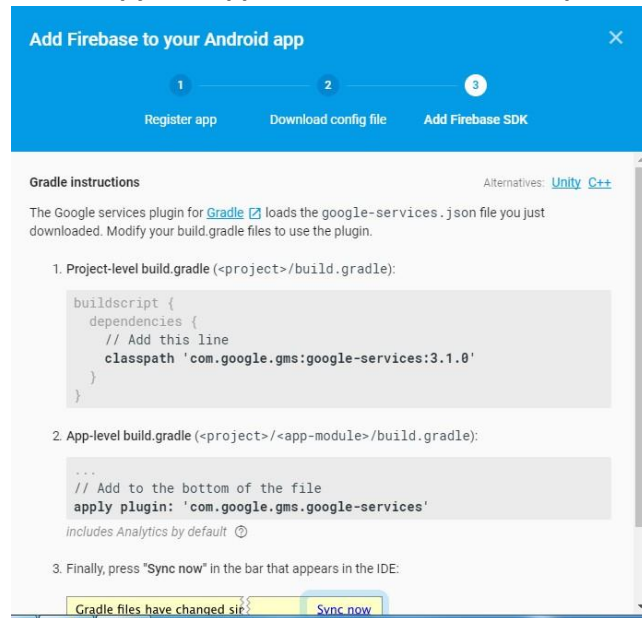 Add Firebase to your Android app
1 2 3
Register app Download config file Add Firebase SDK
Gradle instructions Alternatives: Unity C++
The Google services plugin for Gradle loads the google-services.json file you just
downloaded. Modify your build.gradle files to use the plugin.
1. Project-level build.gradle (<project>/build.gradle):
buildscript {
dependencies {
// Add this line
classpath 'com.google.gms:google-services:3.1.0'
}
}
2. App-level build.gradle (<project>/<app-module>/build.gradle):
...
// Add to the bottom of the file
apply plugin: 'com.google.gms.google-services'
includes Analytics by default ?
3. Finally, press "Sync now" in the bar that appears in the IDE:
Gradle files have changed sin Sync now